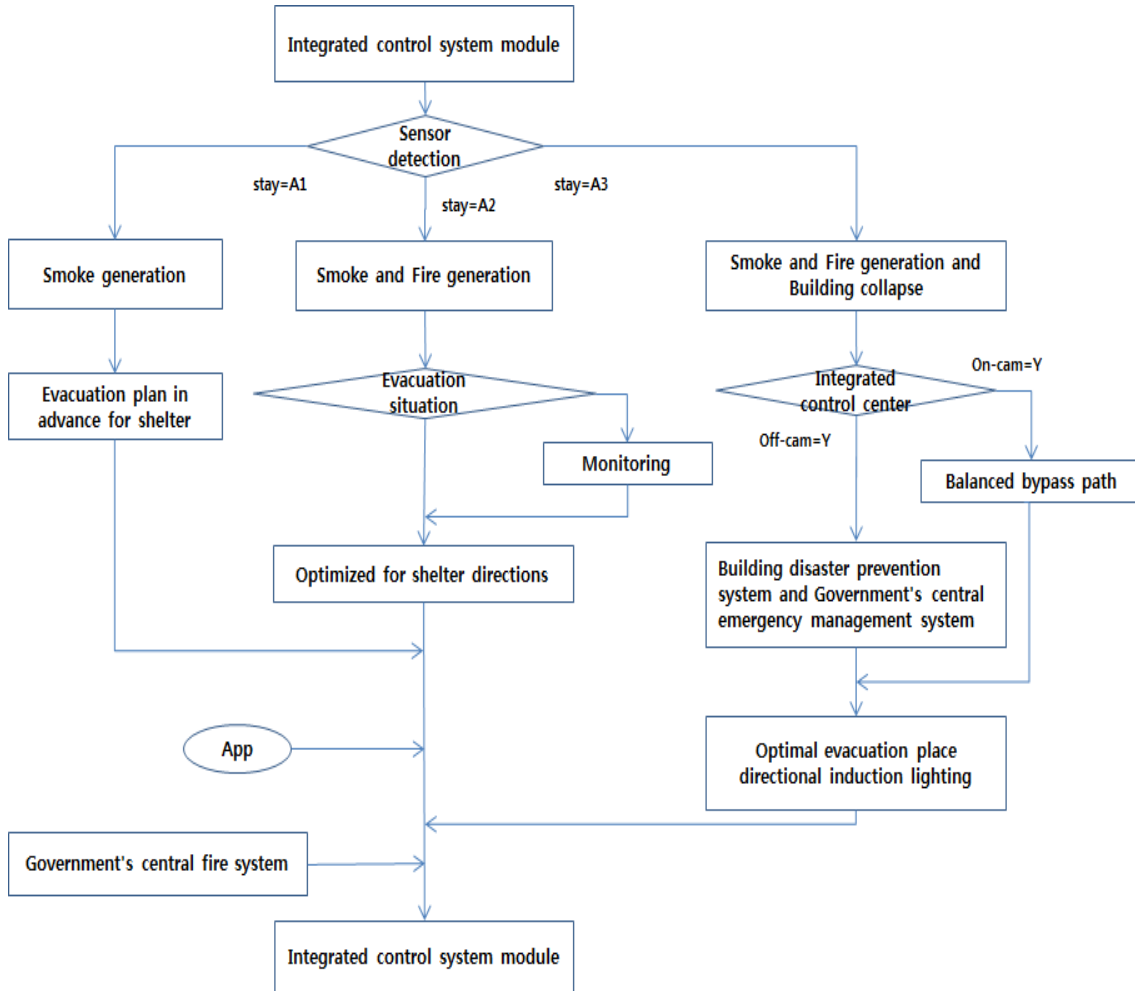 Integrated control system module
Sensor
detection
stay=A1
stay=A2
stay=A3
Smoke generation
Smoke and Fire generation
Smoke and Fire generation and
Building collapse
Evacuation plan in
advance for shelter
Evacuation
situation
Integrated
control center
On-cam=Y
Off-cam=Y
Monitoring
Balanced bypass path
Optimized for shelter directions
Building disaster prevention
system and Government's central
emergency management system
App
Optimal evacuation place
directional induction lighting
Government's central fire system
Integrated control system module